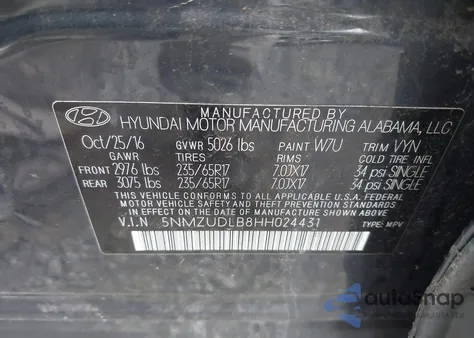 MANUFACTURED BY
HYUNDAI MOTOR MANUFACTURING ALABAMA, LLC
Oct/25/16 GVWR 5026 lbs PAINT W7U TRIM VYN
GAWR TIRES RIMS COLD TIRE INFL
FRONT 2976 lbs 235/65R17 7.0JX17 34 psi SINGLE
REAR 3075 lbs 235/65R17 7.0JX17 34 psi SINGLE
THIS VEHICLE CONFORMS TO ALL APPLICABLE FEDERAL
MOTOR VEHICLE SAFETY AND THEFT PREVENTION STANDARDS
IN EFFECT ON THE DATE OF MANUFACTURE SHOWN ABOVE.
V.I.N 5NMZUDLB8HH024431
TYPE: MPV
autosnap